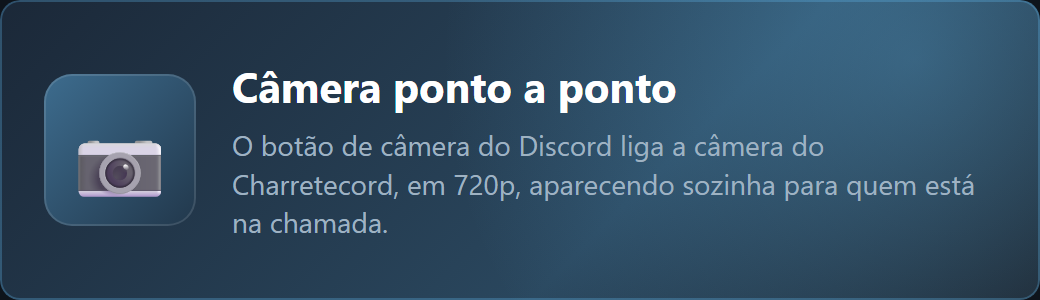 Câmera ponto a ponto
O botão de câmera do Discord liga a câmera do
Charretecord, em 720p, aparecendo sozinha para quem está
na chamada.